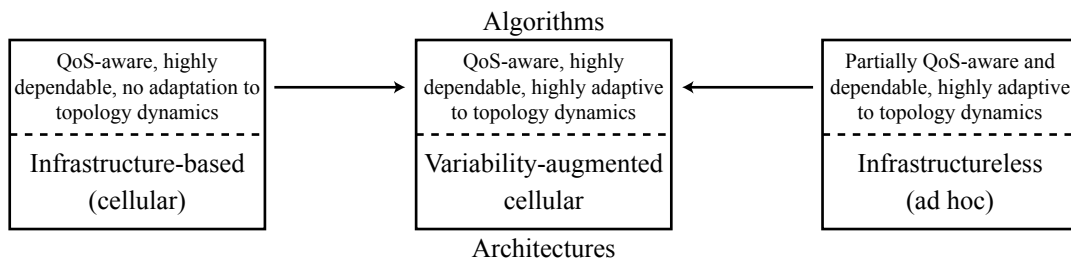 Algorithms
QoS-aware, highly
dependable, no adaptation to
topology dynamics
Infrastructure-based
(cellular)
QoS-aware, highly
dependable, highly adaptive
to topology dynamics
Variability-augmented
cellular
Partially QoS-aware and
dependable, highly adaptive
to topology dynamics
Infrastructureless
(ad hoc)
Architectures